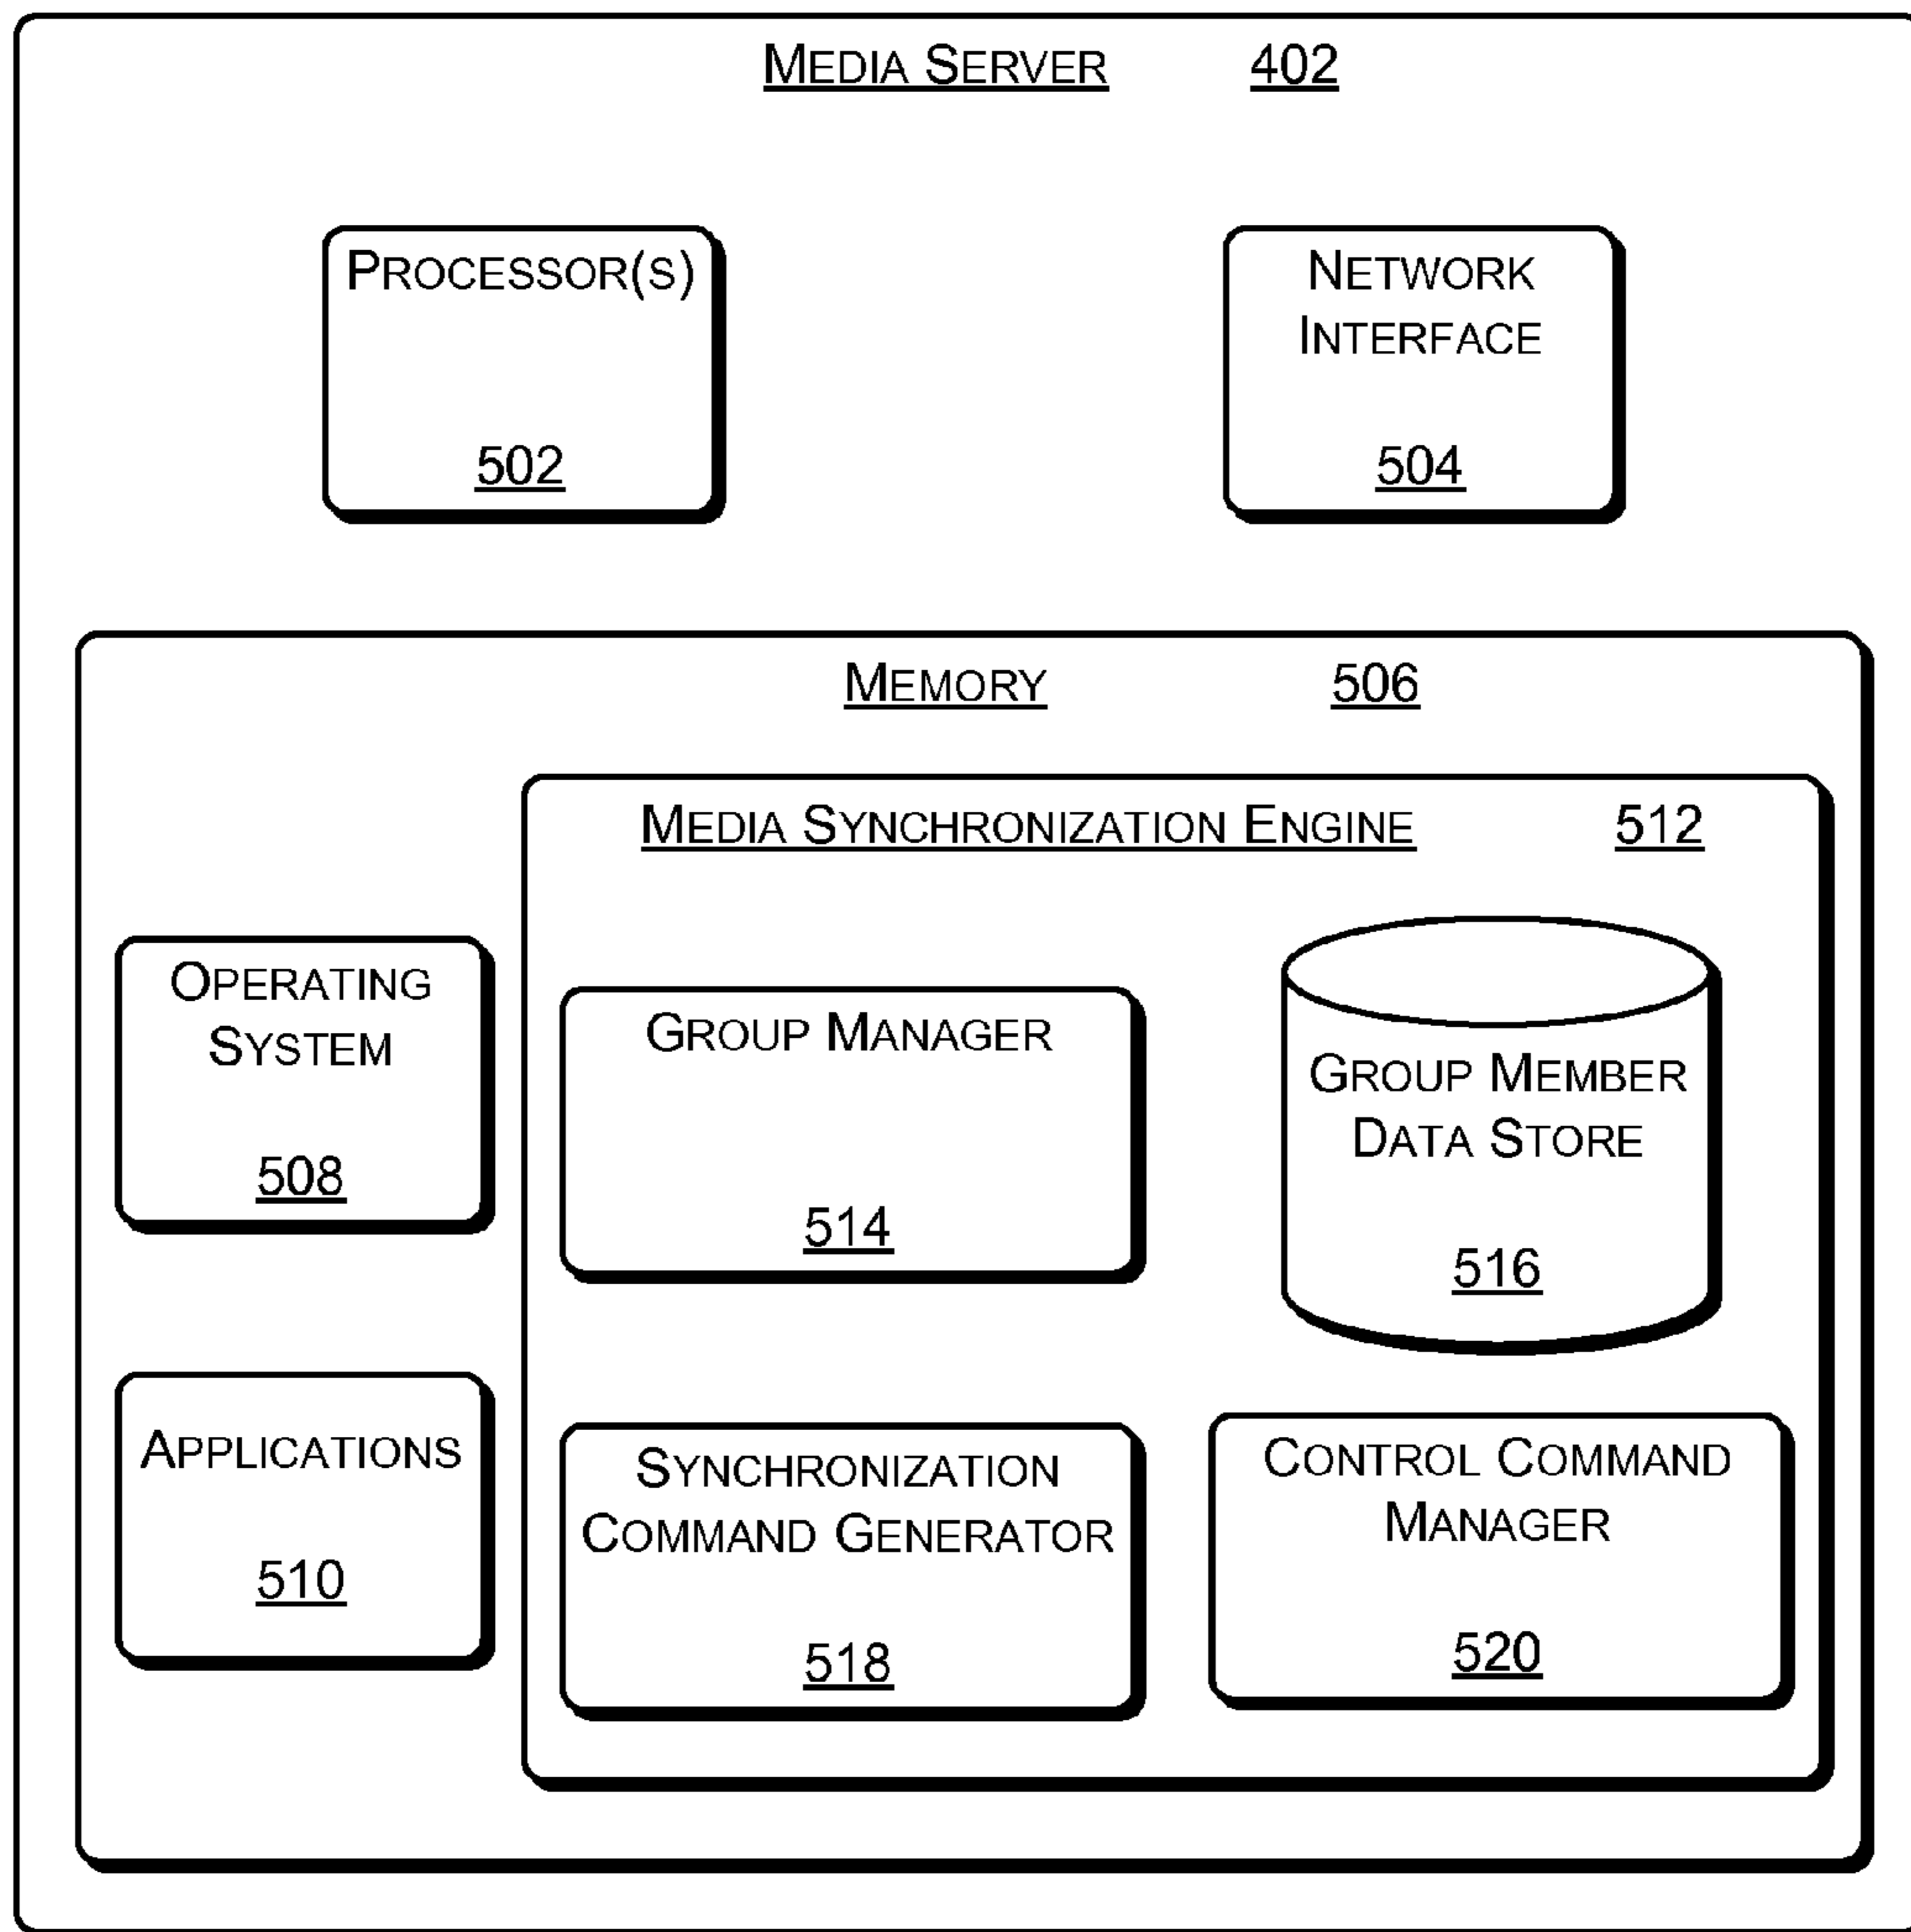 MEDIA SERVER 402
PROCESSOR(S)
502
NETWORK
INTERFACE
504
MEMORY 506
MEDIA SYNCHRONIZATION ENGINE 512
OPERATING
SYSTEM
508
GROUP MANAGER
514
GROUP MEMBER
DATA STORE
516
APPLICATIONS
510
SYNCHRONIZATION
COMMAND GENERATOR
518
CONTROL COMMAND
MANAGER
520